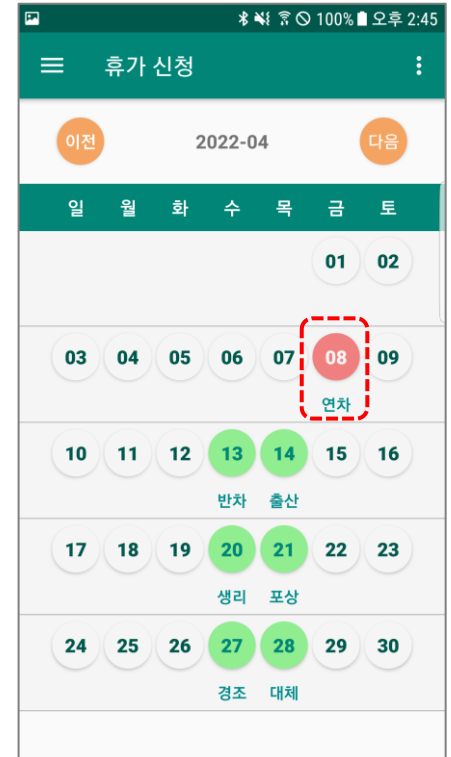 100% 오후 2:45
휴가 신청
이전 2022-04 다음
일 월 화 수 목 금 토
01 02
03 04 05 06 07 08 09
연차
10 11 12 13 14 15 16
반차 출산
17 18 19 20 21 22 23
생리 포상
24 25 26 27 28 29 30
경조 대체